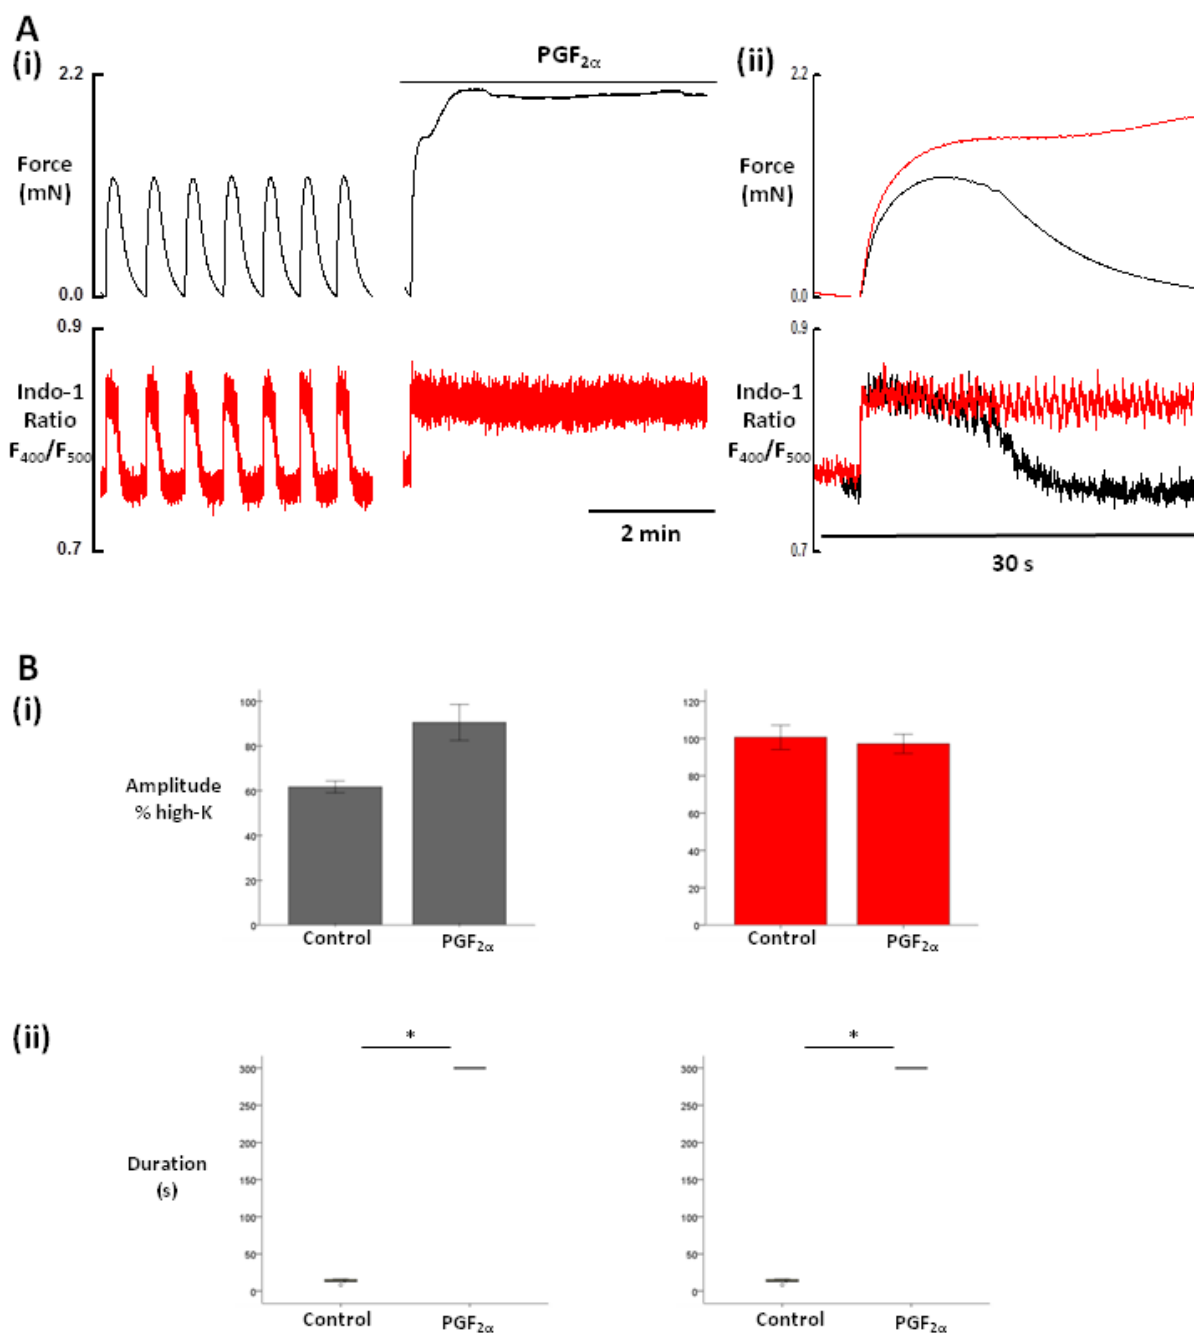 A
(i)
PGF₂α
(ii)
2.2
Force
(mN)
0.0
2.2
Force
(mN)
0.0
0.9
Indo-1
Ratio
F₄₀₀/F₅₀₀
0.7
2 min
0.9
Indo-1
Ratio
F₄₀₀/F₅₀₀
0.7
30 s
B
(i)
Amplitude
% high-K
100
80
60
40
20
0
Control
PGF₂α
120
100
80
60
40
20
0
Control
PGF₂α
(ii)
Duration
(s)
*
300
250
200
150
100
50
0
Control
PGF₂α
*
300
250
200
150
100
50
0
Control
PGF₂α